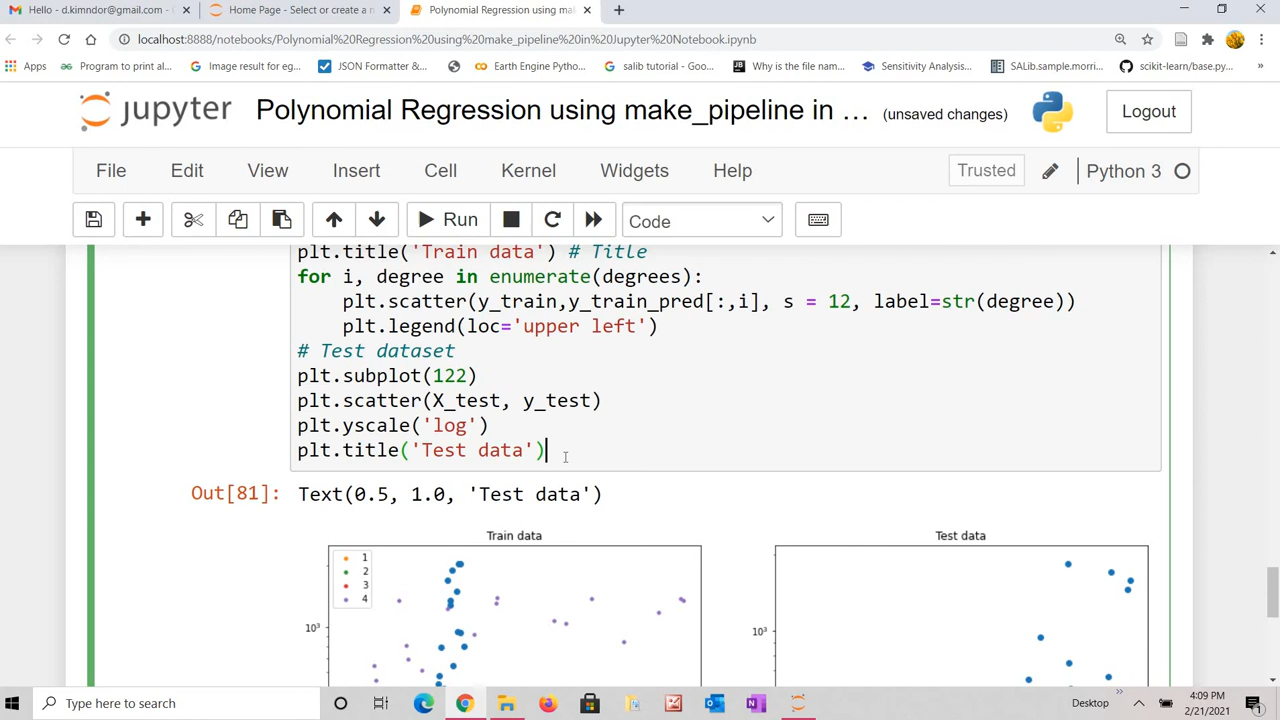 Hello - d.kimndor@gmail.com - G
Home Page - Select or create a n
Polynomial Regression using mak
localhost:8888/notebooks/Polynomial%20Regression%20using%20make_pipeline%20in%20Jupyter%20Notebook.ipynb
Apps
Program to print al...
Image result for eg...
JSON Formatter &...
Earth Engine Pytho...
salib tutorial - Goo...
Why is the file nam...
Sensitivity Analysis,...
SALib.sample.morri...
scikit-learn/base.py...
»
jupyter
Polynomial Regression using make_pipeline in ...
(unsaved changes)
Logout
File
Edit
View
Insert
Cell
Kernel
Widgets
Help
Trusted
Python 3
Run
Code
plt.title('Train data') # Title
for i, degree in enumerate(degrees):
plt.scatter(y_train,y_train_pred[:,i], s = 12, label=str(degree))
plt.legend(loc='upper left')
# Test dataset
plt.subplot(122)
plt.scatter(X_test, y_test)
plt.yscale('log')
plt.title('Test data')
Out[81]:
Text(0.5, 1.0, 'Test data')
Train data
1
2
3
4
10³
Test data
10³
Type here to search
Desktop
»
4:09 PM
2/21/2021